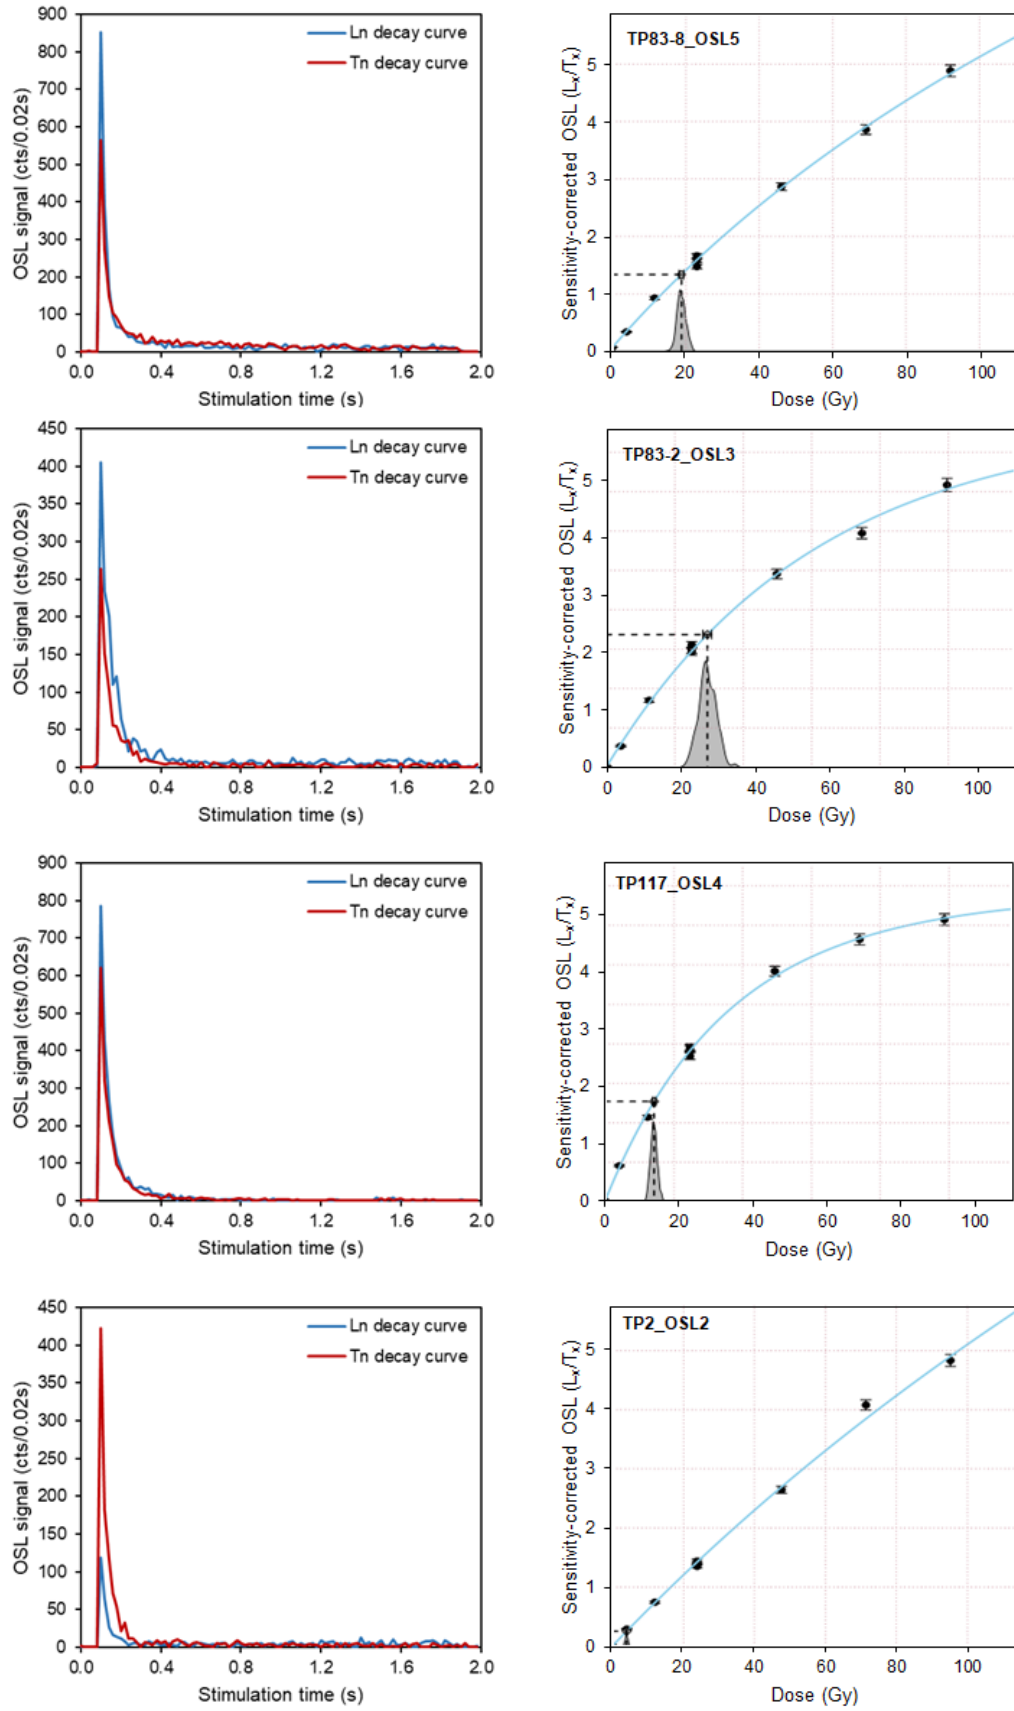 900
800
700
600
500
400
300
200
100
0
OSL signal (cts/0.02s)
Ln decay curve
Tn decay curve
0.0 0.4 0.8 1.2 1.6 2.0
Stimulation time (s)
TP83-8_OSL5
5
4
3
2
1
0
Sensitivity-corrected OSL (Lₓ/Tₓ)
0 20 40 60 80 100
Dose (Gy)
450
400
350
300
250
200
150
100
50
0
OSL signal (cts/0.02s)
Ln decay curve
Tn decay curve
0.0 0.4 0.8 1.2 1.6 2.0
Stimulation time (s)
TP83-2_OSL3
5
4
3
2
1
0
Sensitivity-corrected OSL (Lₓ/Tₓ)
0 20 40 60 80 100
Dose (Gy)
900
800
700
600
500
400
300
200
100
0
OSL signal (cts/0.02s)
Ln decay curve
Tn decay curve
0.0 0.4 0.8 1.2 1.6 2.0
Stimulation time (s)
TP117_OSL4
5
4
3
2
1
0
Sensitivity-corrected OSL (Lₓ/Tₓ)
0 20 40 60 80 100
Dose (Gy)
450
400
350
300
250
200
150
100
50
0
OSL signal (cts/0.02s)
Ln decay curve
Tn decay curve
0.0 0.4 0.8 1.2 1.6 2.0
Stimulation time (s)
TP2_OSL2
5
4
3
2
1
0
Sensitivity-corrected OSL (Lₓ/Tₓ)
0 20 40 60 80 100
Dose (Gy)